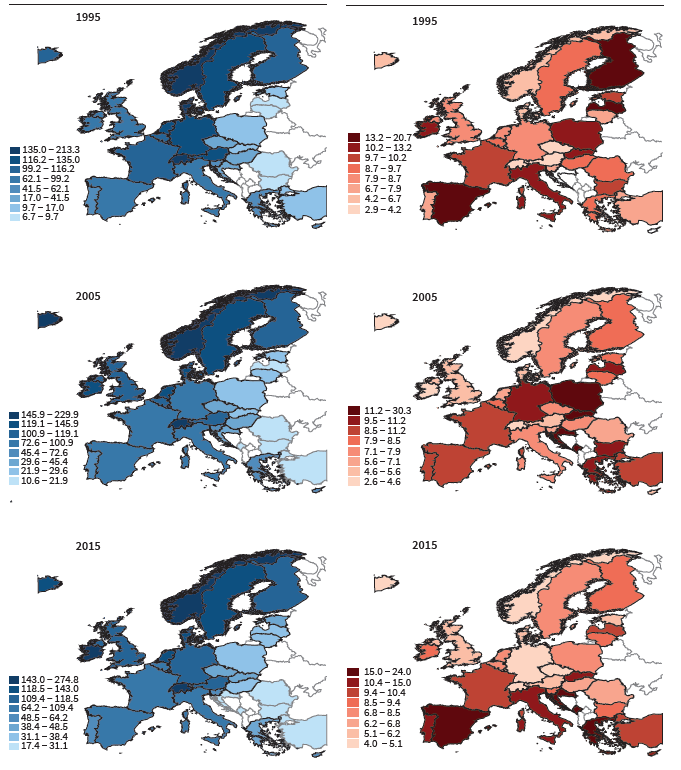 1995
135.0 – 213.3
116.2 – 135.0
99.2 – 116.2
62.1 – 99.2
41.5 – 62.1
17.0 – 41.5
9.7 – 17.0
6.7 – 9.7
1995
13.2 – 20.7
10.2 – 13.2
9.7 – 10.2
8.7 – 9.7
7.9 – 8.7
6.7 – 7.9
4.2 – 6.7
2.9 – 4.2
2005
145.9 – 229.9
119.1 – 145.9
100.9 – 119.1
72.6 – 100.9
45.4 – 72.6
29.6 – 45.4
21.9 – 29.6
10.6 – 21.9
2005
11.2 – 30.3
9.5 – 11.2
8.5 – 11.2
7.9 – 8.5
7.1 – 7.9
5.6 – 7.1
4.6 – 5.6
2.6 – 4.6
2015
143.0 – 274.8
118.5 – 143.0
109.4 – 118.5
64.2 – 109.4
48.5 – 64.2
38.4 – 48.5
31.1 – 38.4
17.4 – 31.1
2015
15.0 – 24.0
10.4 – 15.0
9.4 – 10.4
8.5 – 9.4
6.8 – 8.5
6.2 – 6.8
5.1 – 6.2
4.0 – 5.1